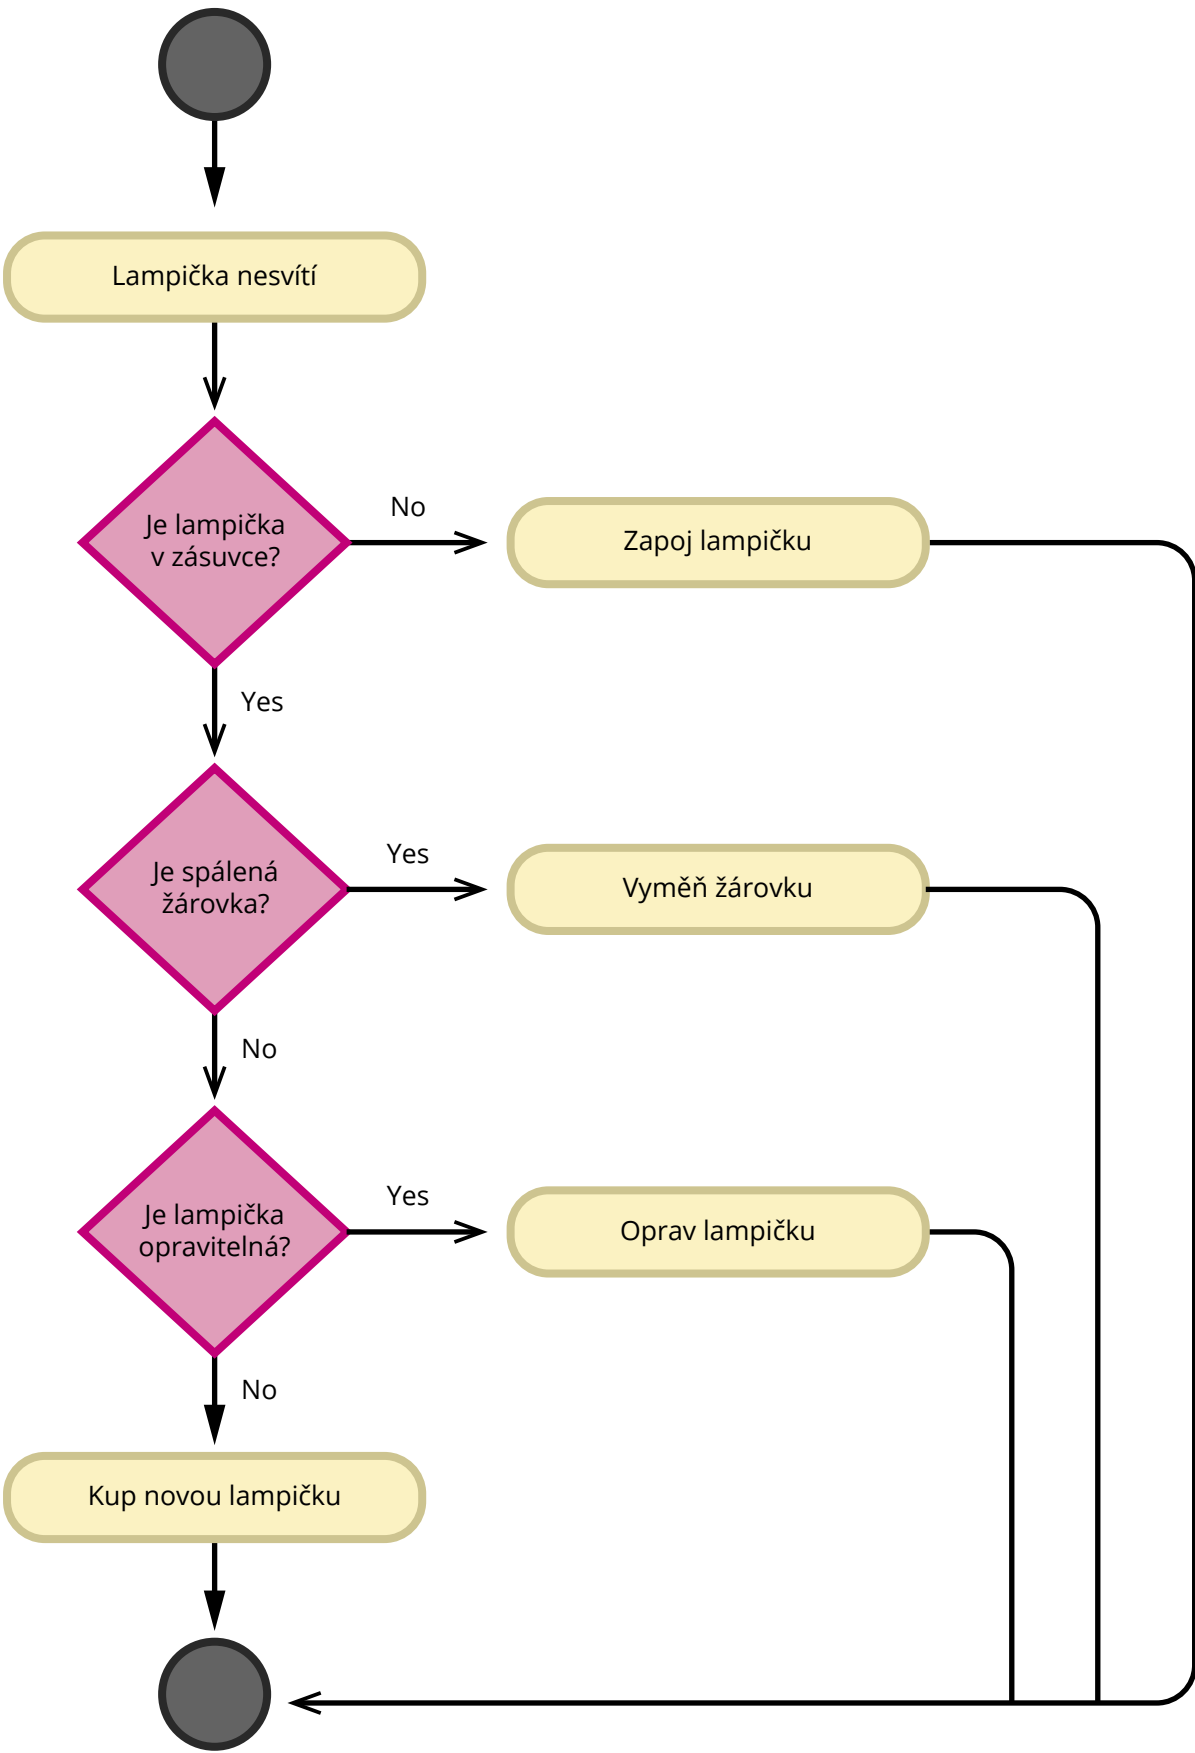 Lampička nesvítí
Je lampička
v zásuvce?
No
Zapoj lampičku
Yes
Je spálená
žárovka?
Yes
Vyměň žárovku
No
Je lampička
opravitelná?
Yes
Oprav lampičku
No
Kup novou lampičku